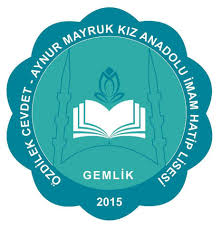 ÖZDİLEK CEVDET - AYNUR MAYRUK KIZ ANADOLU İMAM HATİP LİSESİ
GEMLİK
2015